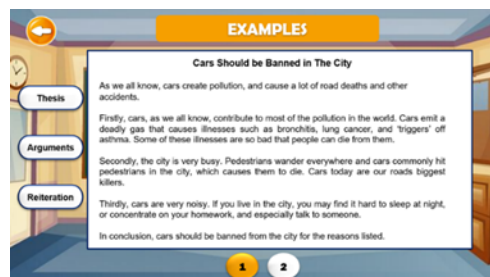 EXAMPLES
Cars Should be Banned in The City
As we all know, cars create pollution, and cause a lot of road deaths and other
accidents.
Thesis
Firstly, cars, as we all know, contribute to most of the pollution in the world. Cars emit a
deadly gas that causes illnesses such as bronchitis, lung cancer, and 'triggers' off
asthma. Some of these illnesses are so bad that people can die from them.
Arguments
Secondly, the city is very busy. Pedestrians wander everywhere and cars commonly hit
pedestrians in the city, which causes them to die. Cars today are our roads biggest
killers.
Reiteration
Thirdly, cars are very noisy. If you live in the city, you may find it hard to sleep at night,
or concentrate on your homework, and especially talk to someone.
In conclusion, cars should be banned from the city for the reasons listed.
1 2